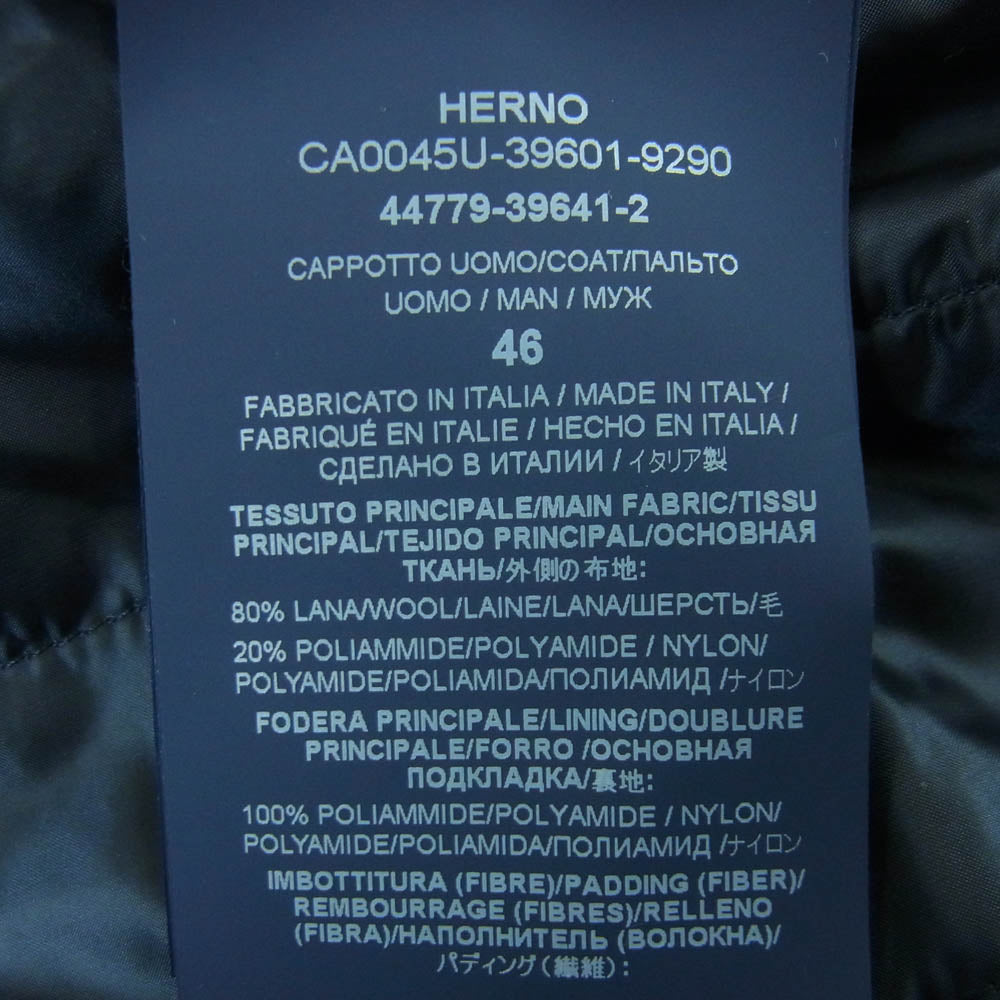 HERNO
CA0045U-39601-9290
44779-39641-2
CAPPOTTO UOMO/COAT/ПАЛЬТО
UOMO / MAN / МУЖ
46
FABBRICATO IN ITALIA / MADE IN ITALY /
FABRIQUÉ EN ITALIE / HECHO EN ITALIA /
СДЕЛАНО В ИТАЛИИ / イタリア製
TESSUTO PRINCIPALE/MAIN FABRIC/TISSU
PRINCIPAL/TEJIDO PRINCIPAL/ОСНОВНАЯ
ТКАНЬ/外側の布地:
80% LANA/WOOL/LAINE/LANA/ШЕРСТЬ/毛
20% POLIAMMIDE/POLYAMIDE / NYLON/
POLYAMIDE/POLIAMIDA/ПОЛИАМИД /ナイロン
FODERA PRINCIPALE/LINING/DOUBLURE
PRINCIPALE/FORRO /ОСНОВНАЯ
ПОДКЛАДКА/裏地:
100% POLIAMMIDE/POLYAMIDE / NYLON/
POLYAMIDE/POLIAMIDA/ПОЛИАМИД /ナイロン
IMBOTTITURA (FIBRE)/PADDING (FIBER)/
REMBOURRAGE (FIBRES)/RELLENO
(FIBRA)/НАПОЛНИТЕЛЬ (ВОЛОКНА)/
パディング(繊維):